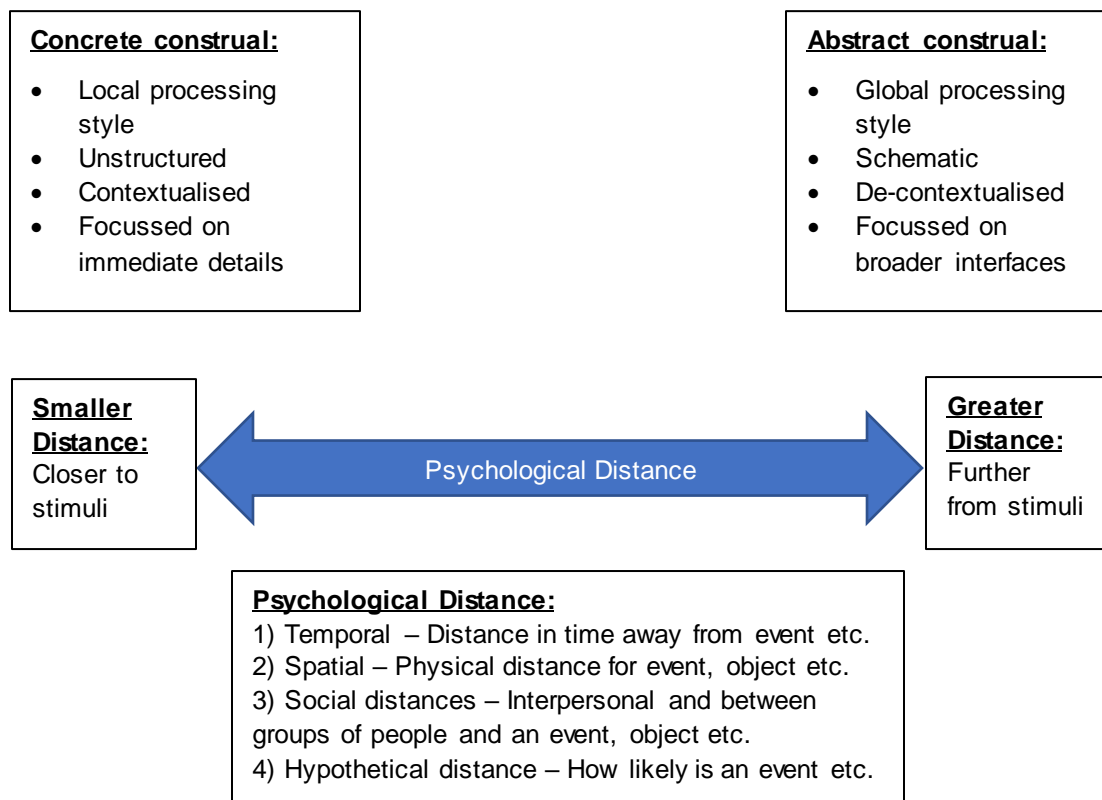 Concrete construal:
• Local processing
style
• Unstructured
• Contextualised
• Focussed on
immediate details
Abstract construal:
• Global processing
style
• Schematic
• De-contextualised
• Focussed on
broader interfaces
Smaller
Distance:
Closer to
stimuli
Psychological Distance
Greater
Distance:
Further
from stimuli
Psychological Distance:
1) Temporal – Distance in time away from event etc.
2) Spatial – Physical distance for event, object etc.
3) Social distances – Interpersonal and between
groups of people and an event, object etc.
4) Hypothetical distance – How likely is an event etc.